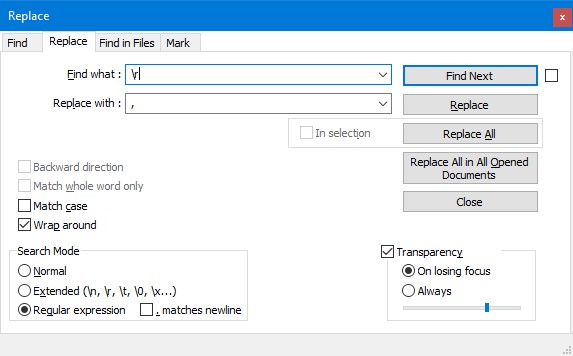 Replace x
Find Replace Find in Files Mark
Find what : \r Find Next
Replace with : , Replace
In selection Replace All
Backward direction Replace All in All Opened Documents
Match whole word only
Match case Close
Wrap around
Search Mode Transparency
Normal On losing focus
Extended (\n, \r, \t, \0, \x...) Always
Regular expression . matches newline